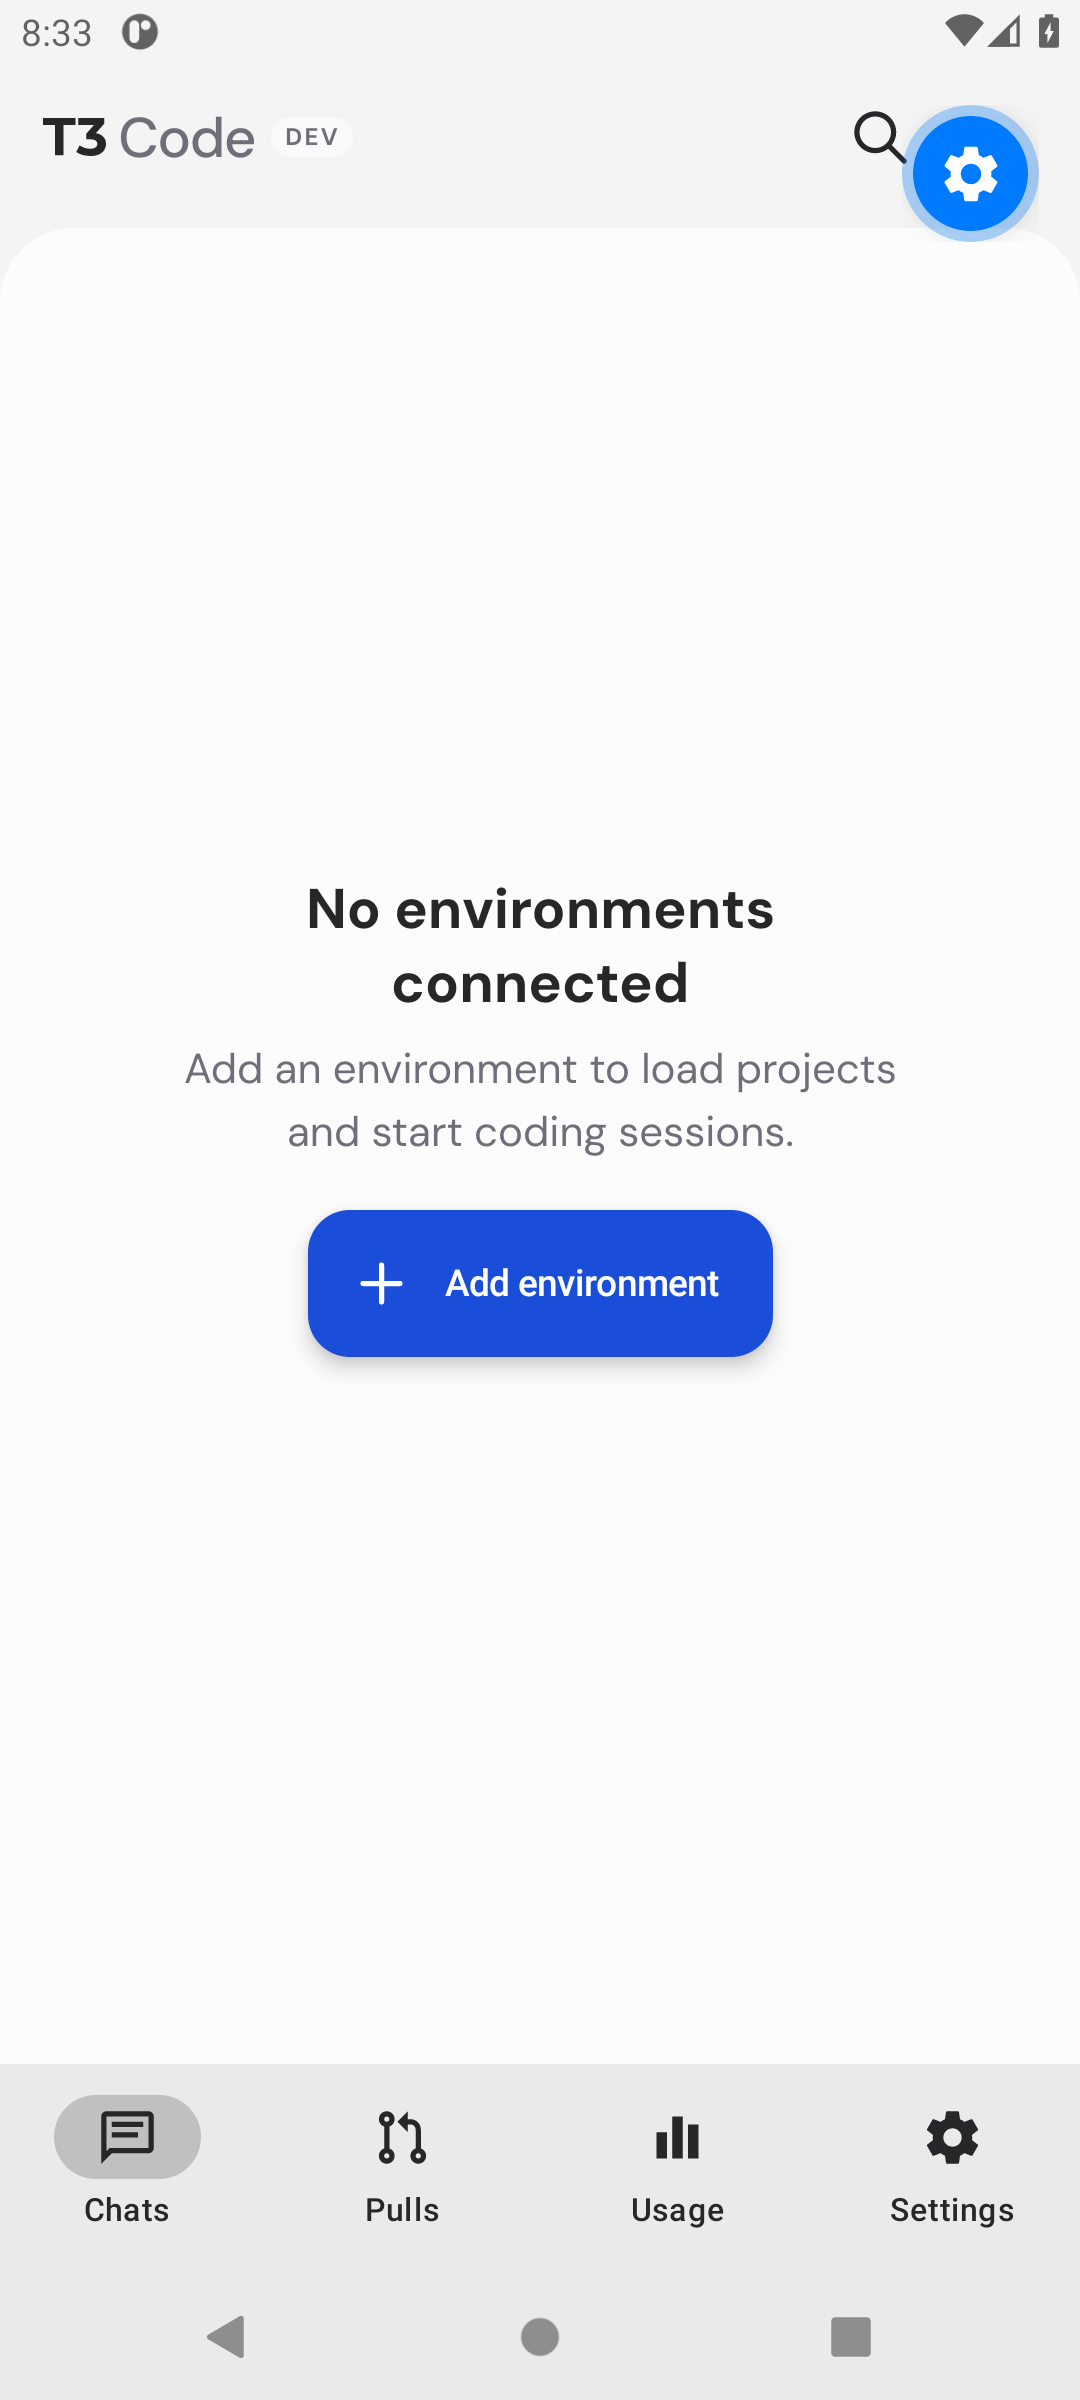 8:33
T3 Code DEV
No environments
connected
Add an environment to load projects
and start coding sessions.
Add environment
Chats
Pulls
Usage
Settings